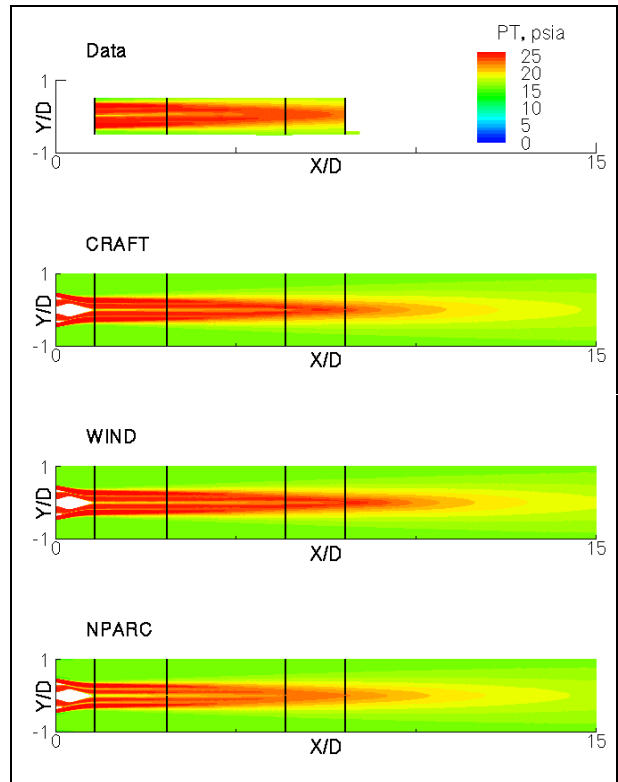 PT, psia
25
20
15
10
5
0
Data
1
Y/D
-1
0
X/D
15
CRAFT
1
Y/D
-1
0
X/D
15
WIND
1
Y/D
-1
0
X/D
15
NPARC
1
Y/D
-1
0
X/D
15